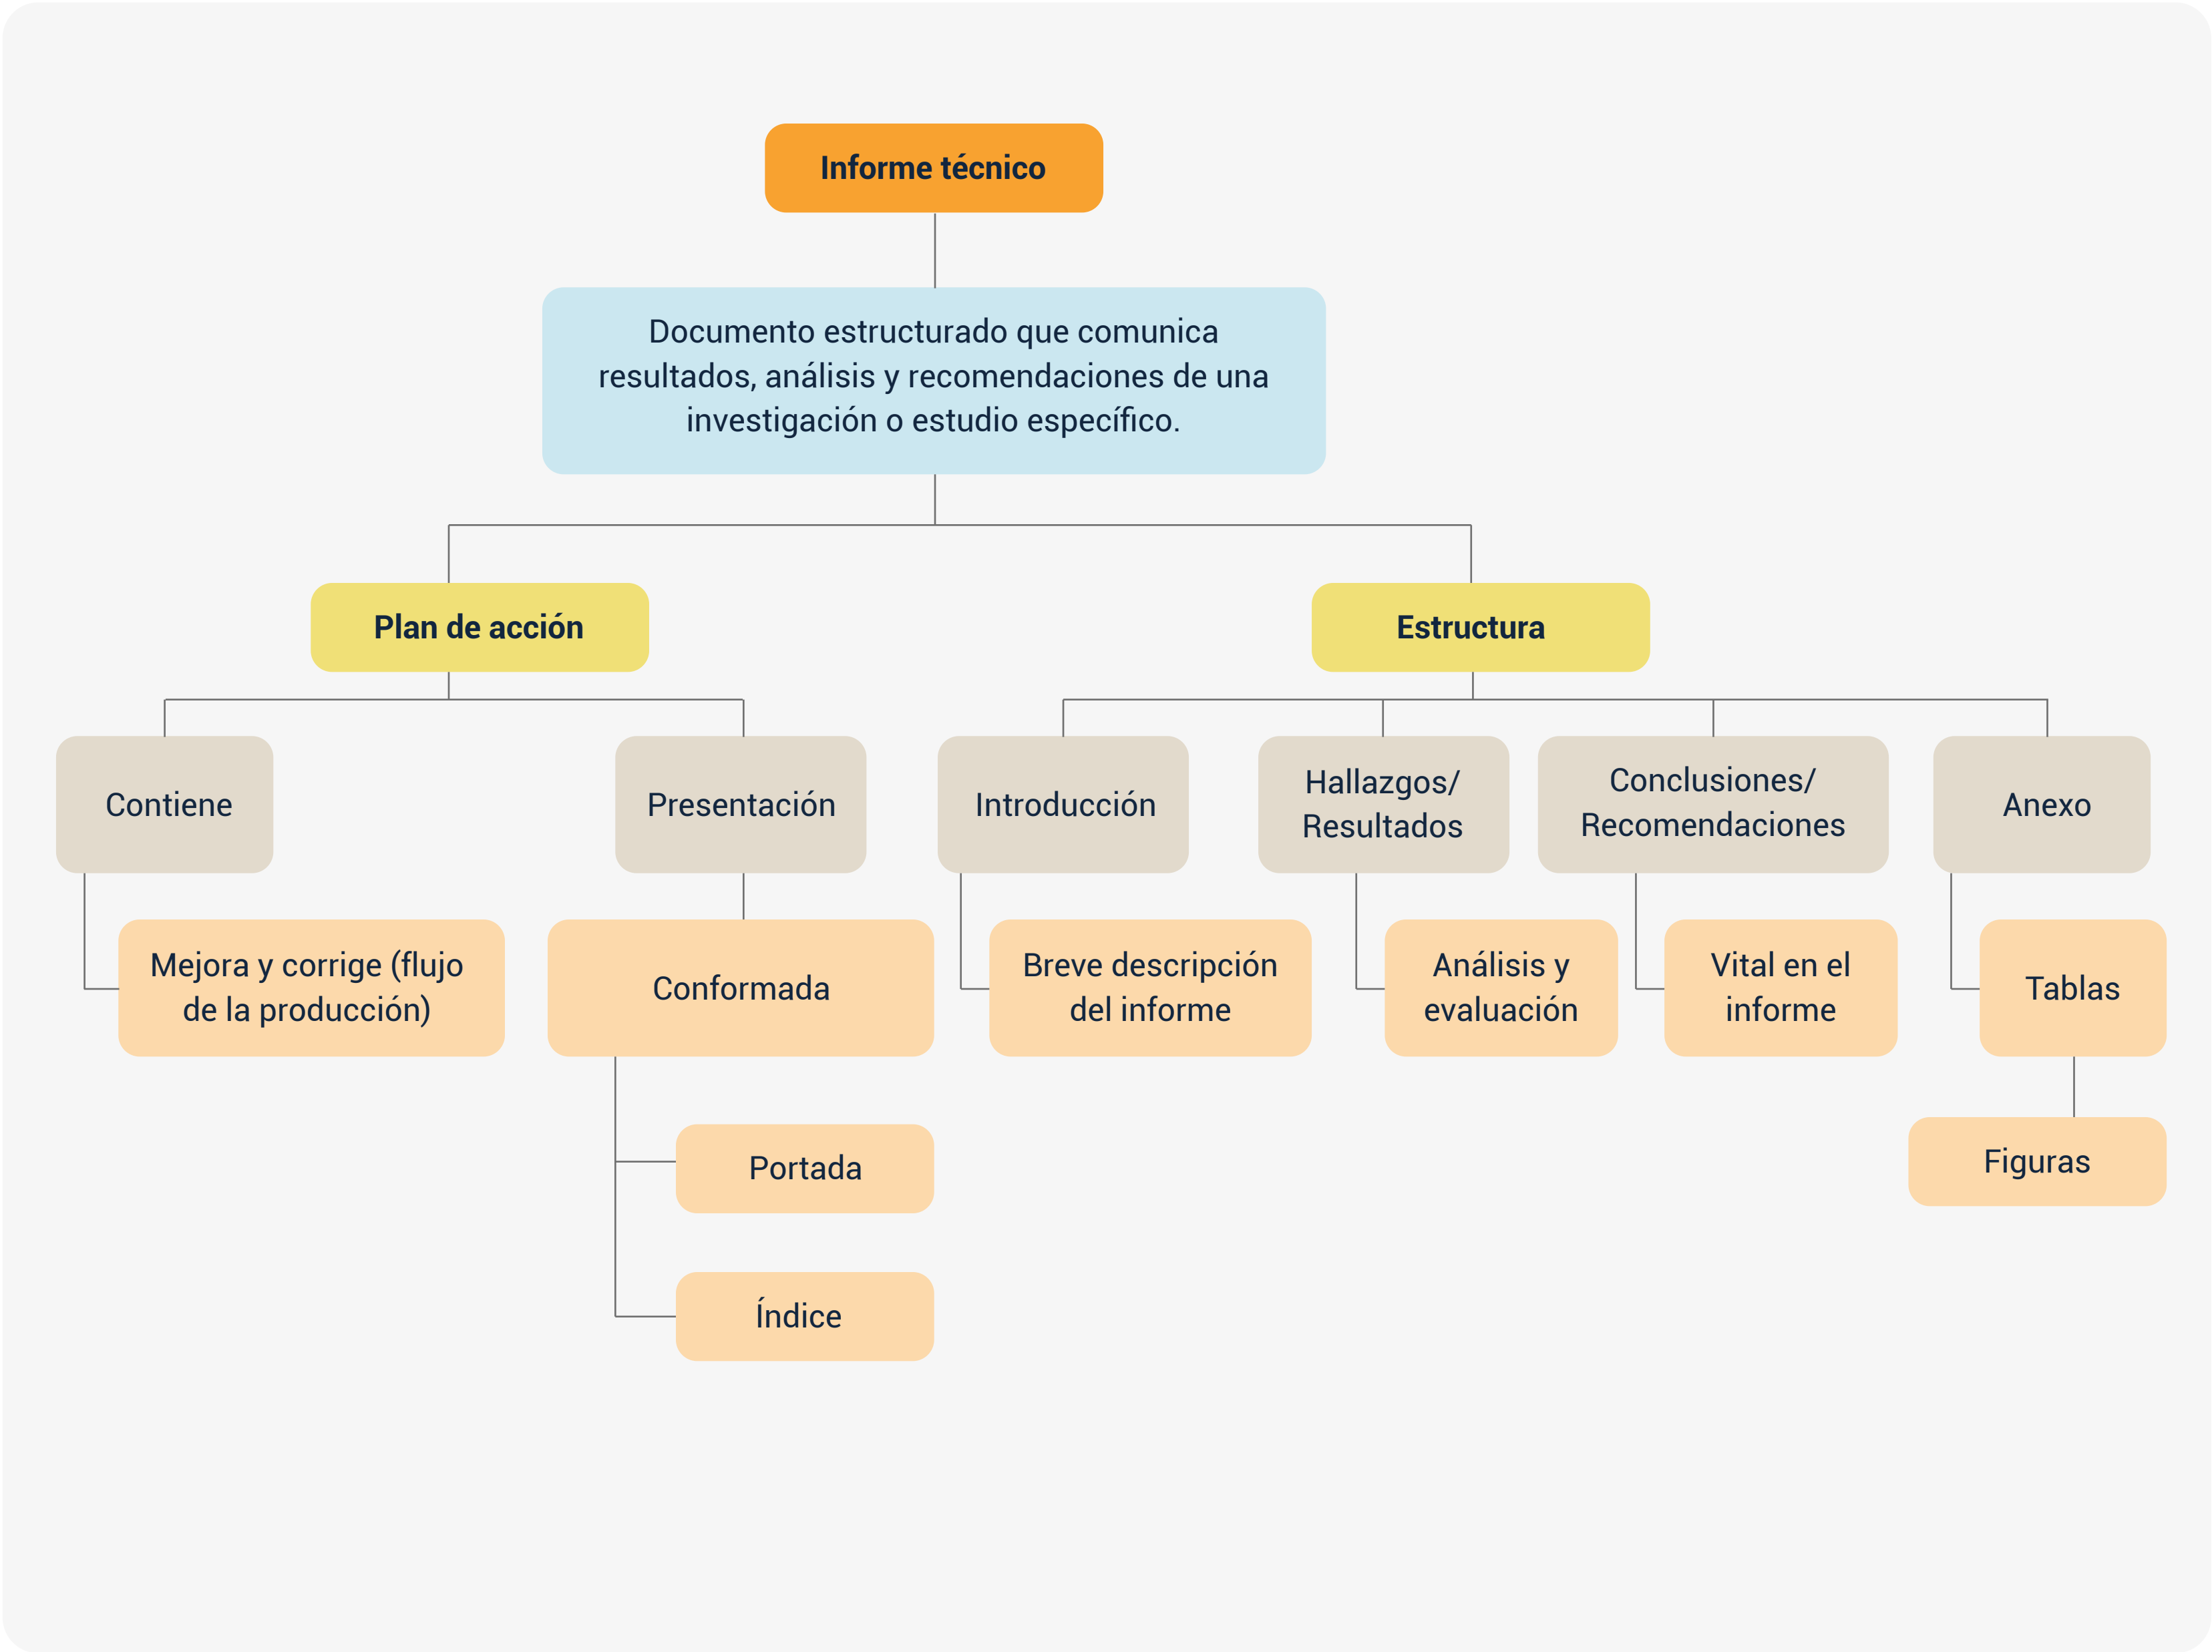 Informe técnico
Documento estructurado que comunica
resultados, análisis y recomendaciones de una
investigación o estudio específico.
Plan de acción
Estructura
Contiene
Presentación
Introducción
Hallazgos/
Resultados
Conclusiones/
Recomendaciones
Anexo
Mejora y corrige (flujo
de la producción)
Conformada
Breve descripción
del informe
Análisis y
evaluación
Vital en el
informe
Tablas
Portada
Figuras
Índice